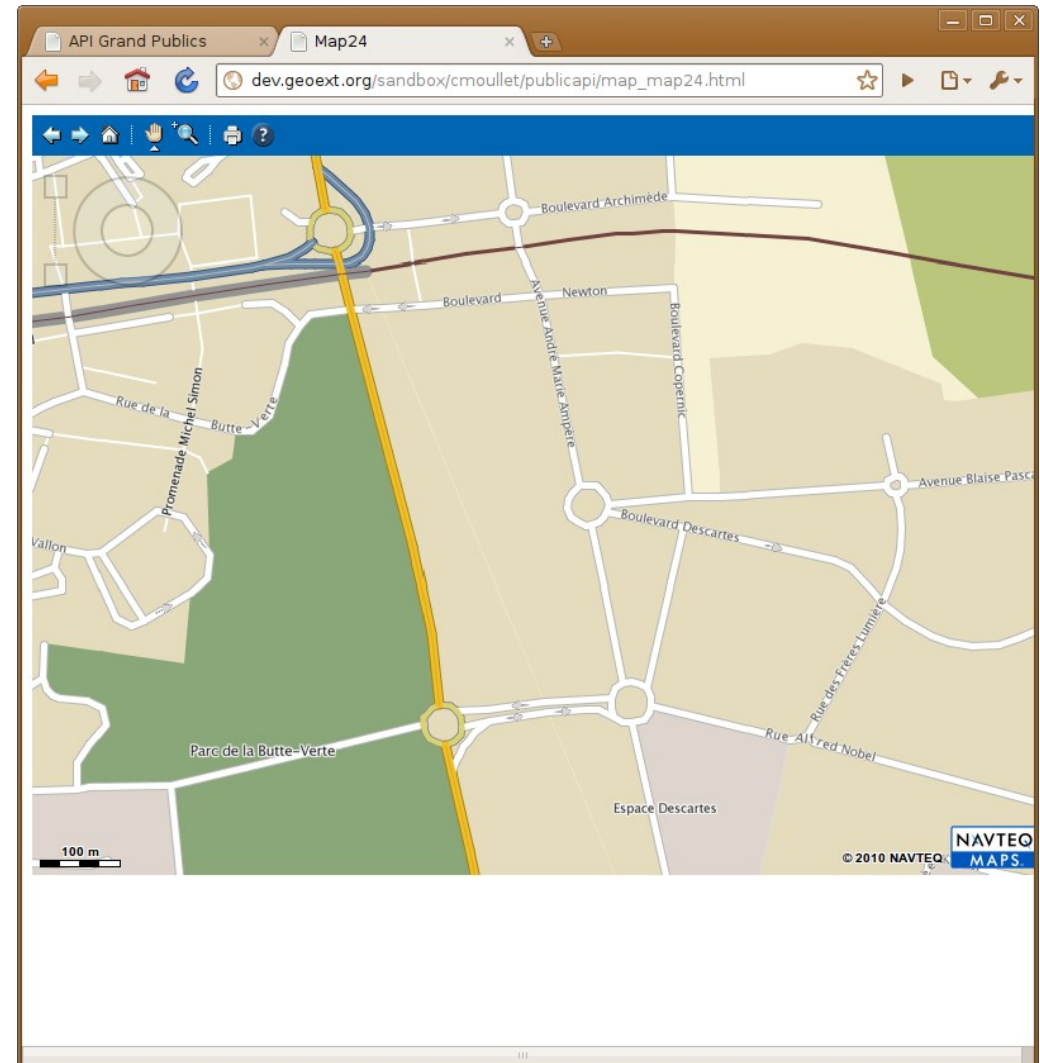 API Grand Publics
Map24
dev.geoext.org/sandbox/cmoullet/publicapi/map_map24.html
?
Boulevard Archimède
Boulevard Newton
Avenue André Marie Ampère
Boulevard Copernic
Rue de la Butte-Verte
Promenade Michel Simon
Avenue Blaise Pasca
Boulevard Descartes
Vallon
Rue des Frères Lumière
Rue Alfred Nobel
Parc de la Butte-Verte
Espace Descartes
100 m
© 2010 NAVTEQ
NAVTEQ
MAPS